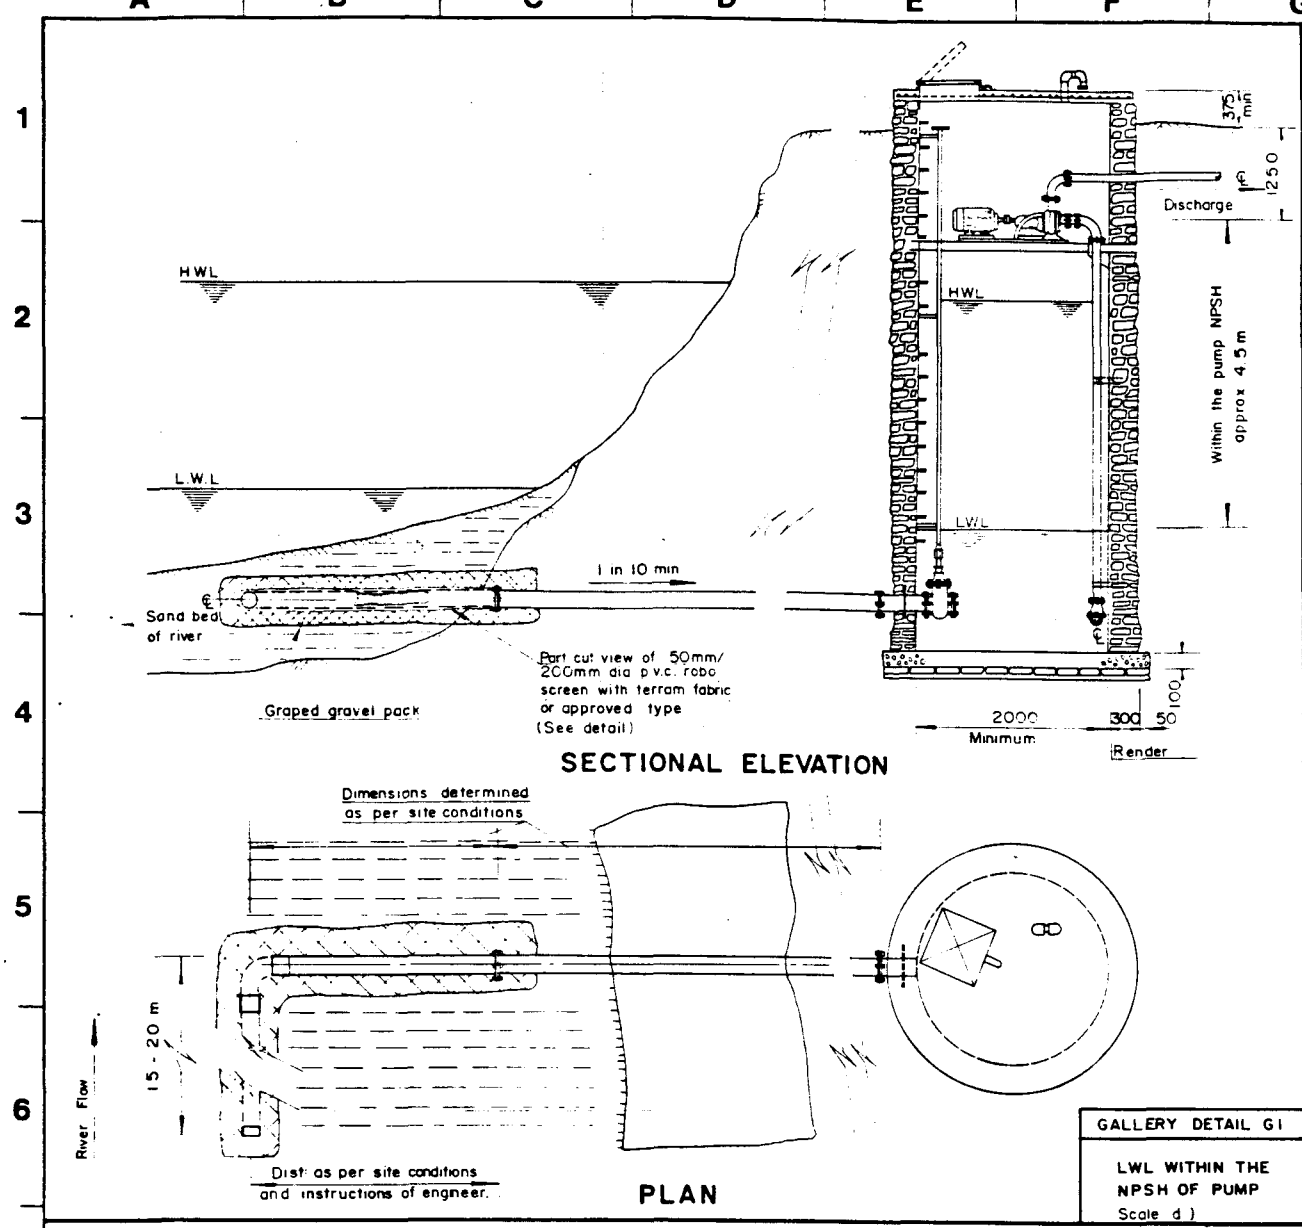 A B C D E F G
1
2
3
4
5
6
375
min
1250
Discharge
HWL
HWL
Within the pump NPSH
approx 4.5 m
L.W.L
LWL
1 in 10 min
Sand bed
of river
Part cut view of 50mm/
200mm dia p.v.c. robo
screen with terram fabric
or approved type
(See detail)
Graped gravel pack
100
2000
Minimum
300 50
Render
SECTIONAL ELEVATION
Dimensions determined
as per site conditions
15 - 20 m
River Flow
Dist: as per site conditions
and instructions of engineer.
PLAN
GALLERY DETAIL G1
LWL WITHIN THE
NPSH OF PUMP
Scale d )